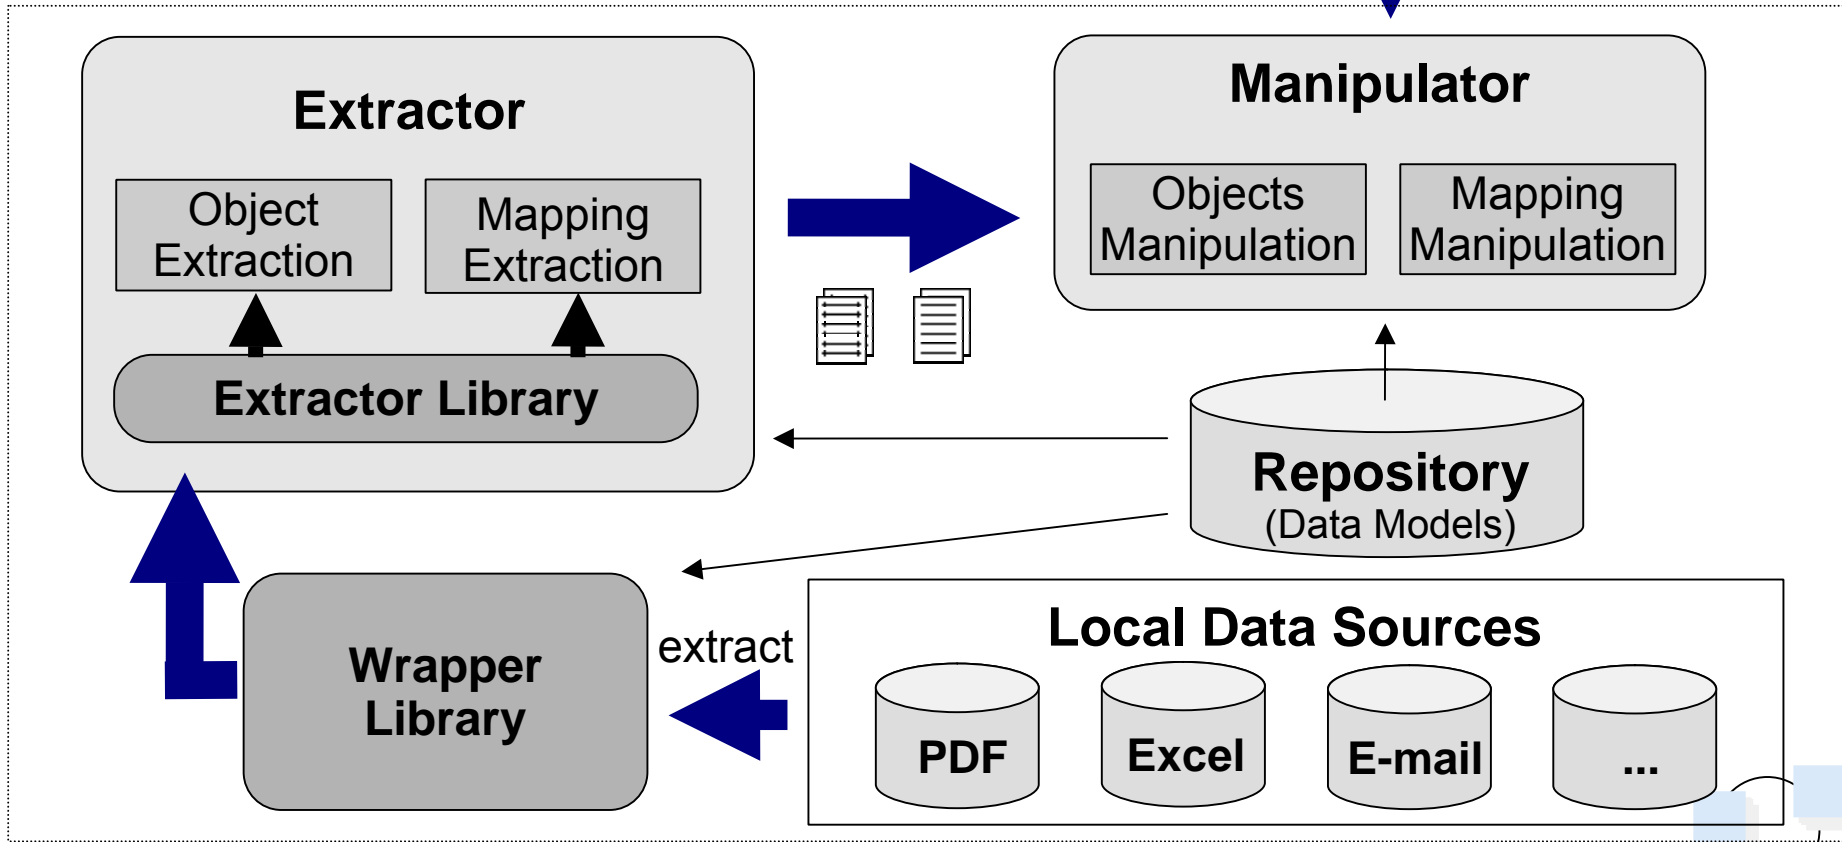 Extractor
Object
Extraction
Mapping
Extraction
Extractor Library
Manipulator
Objects
Manipulation
Mapping
Manipulation
Repository
(Data Models)
Wrapper
Library
extract
Local Data Sources
PDF
Excel
E-mail
...